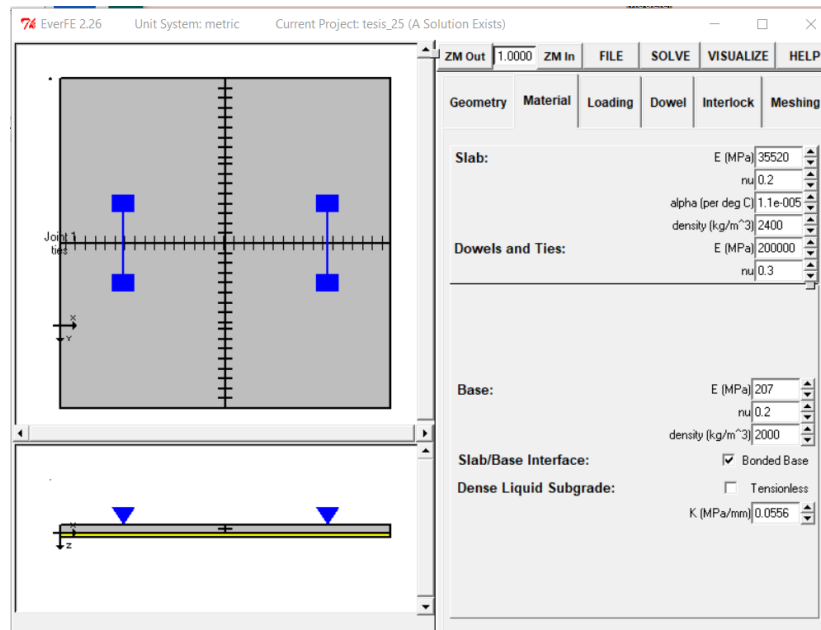 EverFE 2.26 Unit System: metric Current Project: tesis_25 (A Solution Exists)
ZM Out 1.0000 ZM In FILE SOLVE VISUALIZE HELP
Geometry Material Loading Dowel Interlock Meshing
Slab: E (MPa) 35520
nu 0.2
alpha (per deg C) 1.1e-005
density (kg/m^3) 2400
Dowels and Ties: E (MPa) 200000
nu 0.3
Base: E (MPa) 207
nu 0.2
density (kg/m^3) 2000
Slab/Base Interface: Bonded Base
Dense Liquid Subgrade: Tensionless
K (MPa/mm) 0.0556
Joint 1
ties
X
Y
X
Z